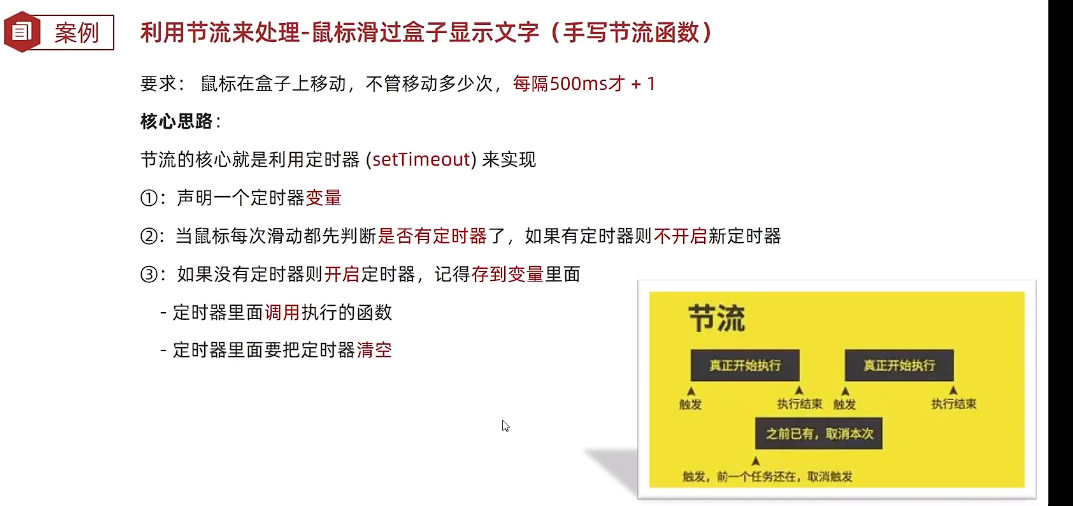 案例
利用节流来处理-鼠标滑过盒子显示文字（手写节流函数）
要求： 鼠标在盒子上移动，不管移动多少次，每隔500ms才 + 1
核心思路：
节流的核心就是利用定时器 (setTimeout) 来实现
①：声明一个定时器变量
②：当鼠标每次滑动都先判断是否有定时器了，如果有定时器则不开启新定时器
③：如果没有定时器则开启定时器，记得存到变量里面
- 定时器里面调用执行的函数
- 定时器里面要把定时器清空
节流
真正开始执行 真正开始执行
触发 执行结束 触发 执行结束
之前已有，取消本次
触发，前一个任务还在，取消触发